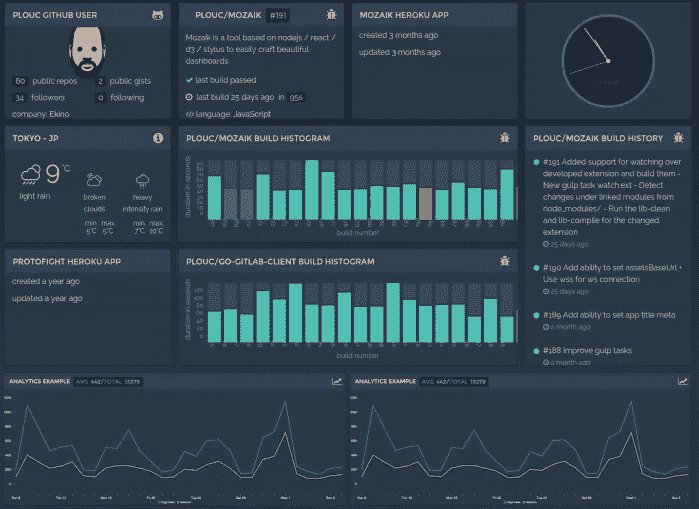 PLOUC GITHUB USER
60 public repos 2 public gists
34 followers 0 following
company: Ekino
PLOUC/MOZAIK #191
Mozaik is a tool based on nodejs / react /
d3 / stylus to easily craft beautiful
dashboards
last build passed
last build 25 days ago in 95s
language: JavaScript
MOZAIK HEROKU APP
created 3 months ago
updated 3 months ago
TOKYO - JP
9 °C
light rain
broken
clouds
min max
5°C 5°C
heavy
intensity rain
min max
7°C 10°C
PLOUC/MOZAIK BUILD HISTOGRAM
duration in seconds
build number
PLOUC/MOZAIK BUILD HISTORY
#191 Added support for watching over
developed extension and build them -
New gulp task watch:ext - Detect
changes under linked modules from
node_modules/ - Run the lib-clean
and lib-compile for the changed
extension
25 days ago
#190 Add ability to set assetsBaseUrl +
Use wss for ws connection
25 days ago
#189 Add ability to set app title meta
a month ago
#188 Improve gulp tasks
a month ago
PROTOFIGHT HEROKU APP
created a year ago
updated a year ago
PLOUC/GO-GITLAB-CLIENT BUILD HISTOGRAM
duration in seconds
build number
ANALYTICS EXAMPLE AVG 442/TOTAL 13279
ANALYTICS EXAMPLE AVG 442/TOTAL 13279